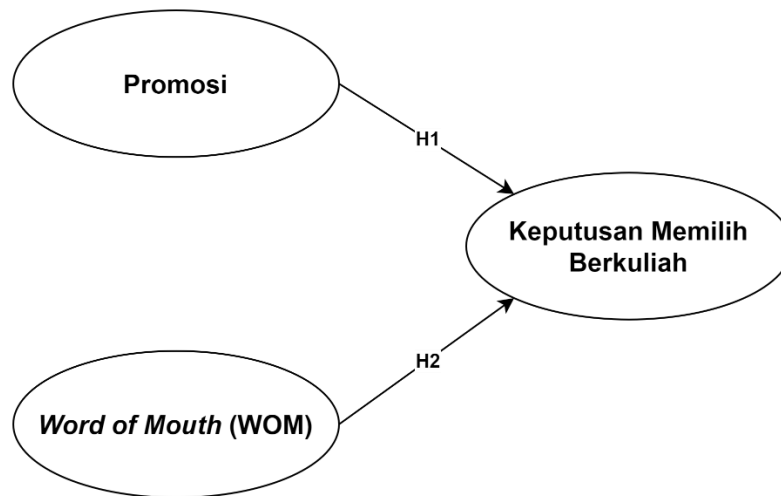 Promosi
H1
Keputusan Memilih
Berkuliah
H2
Word of Mouth (WOM)